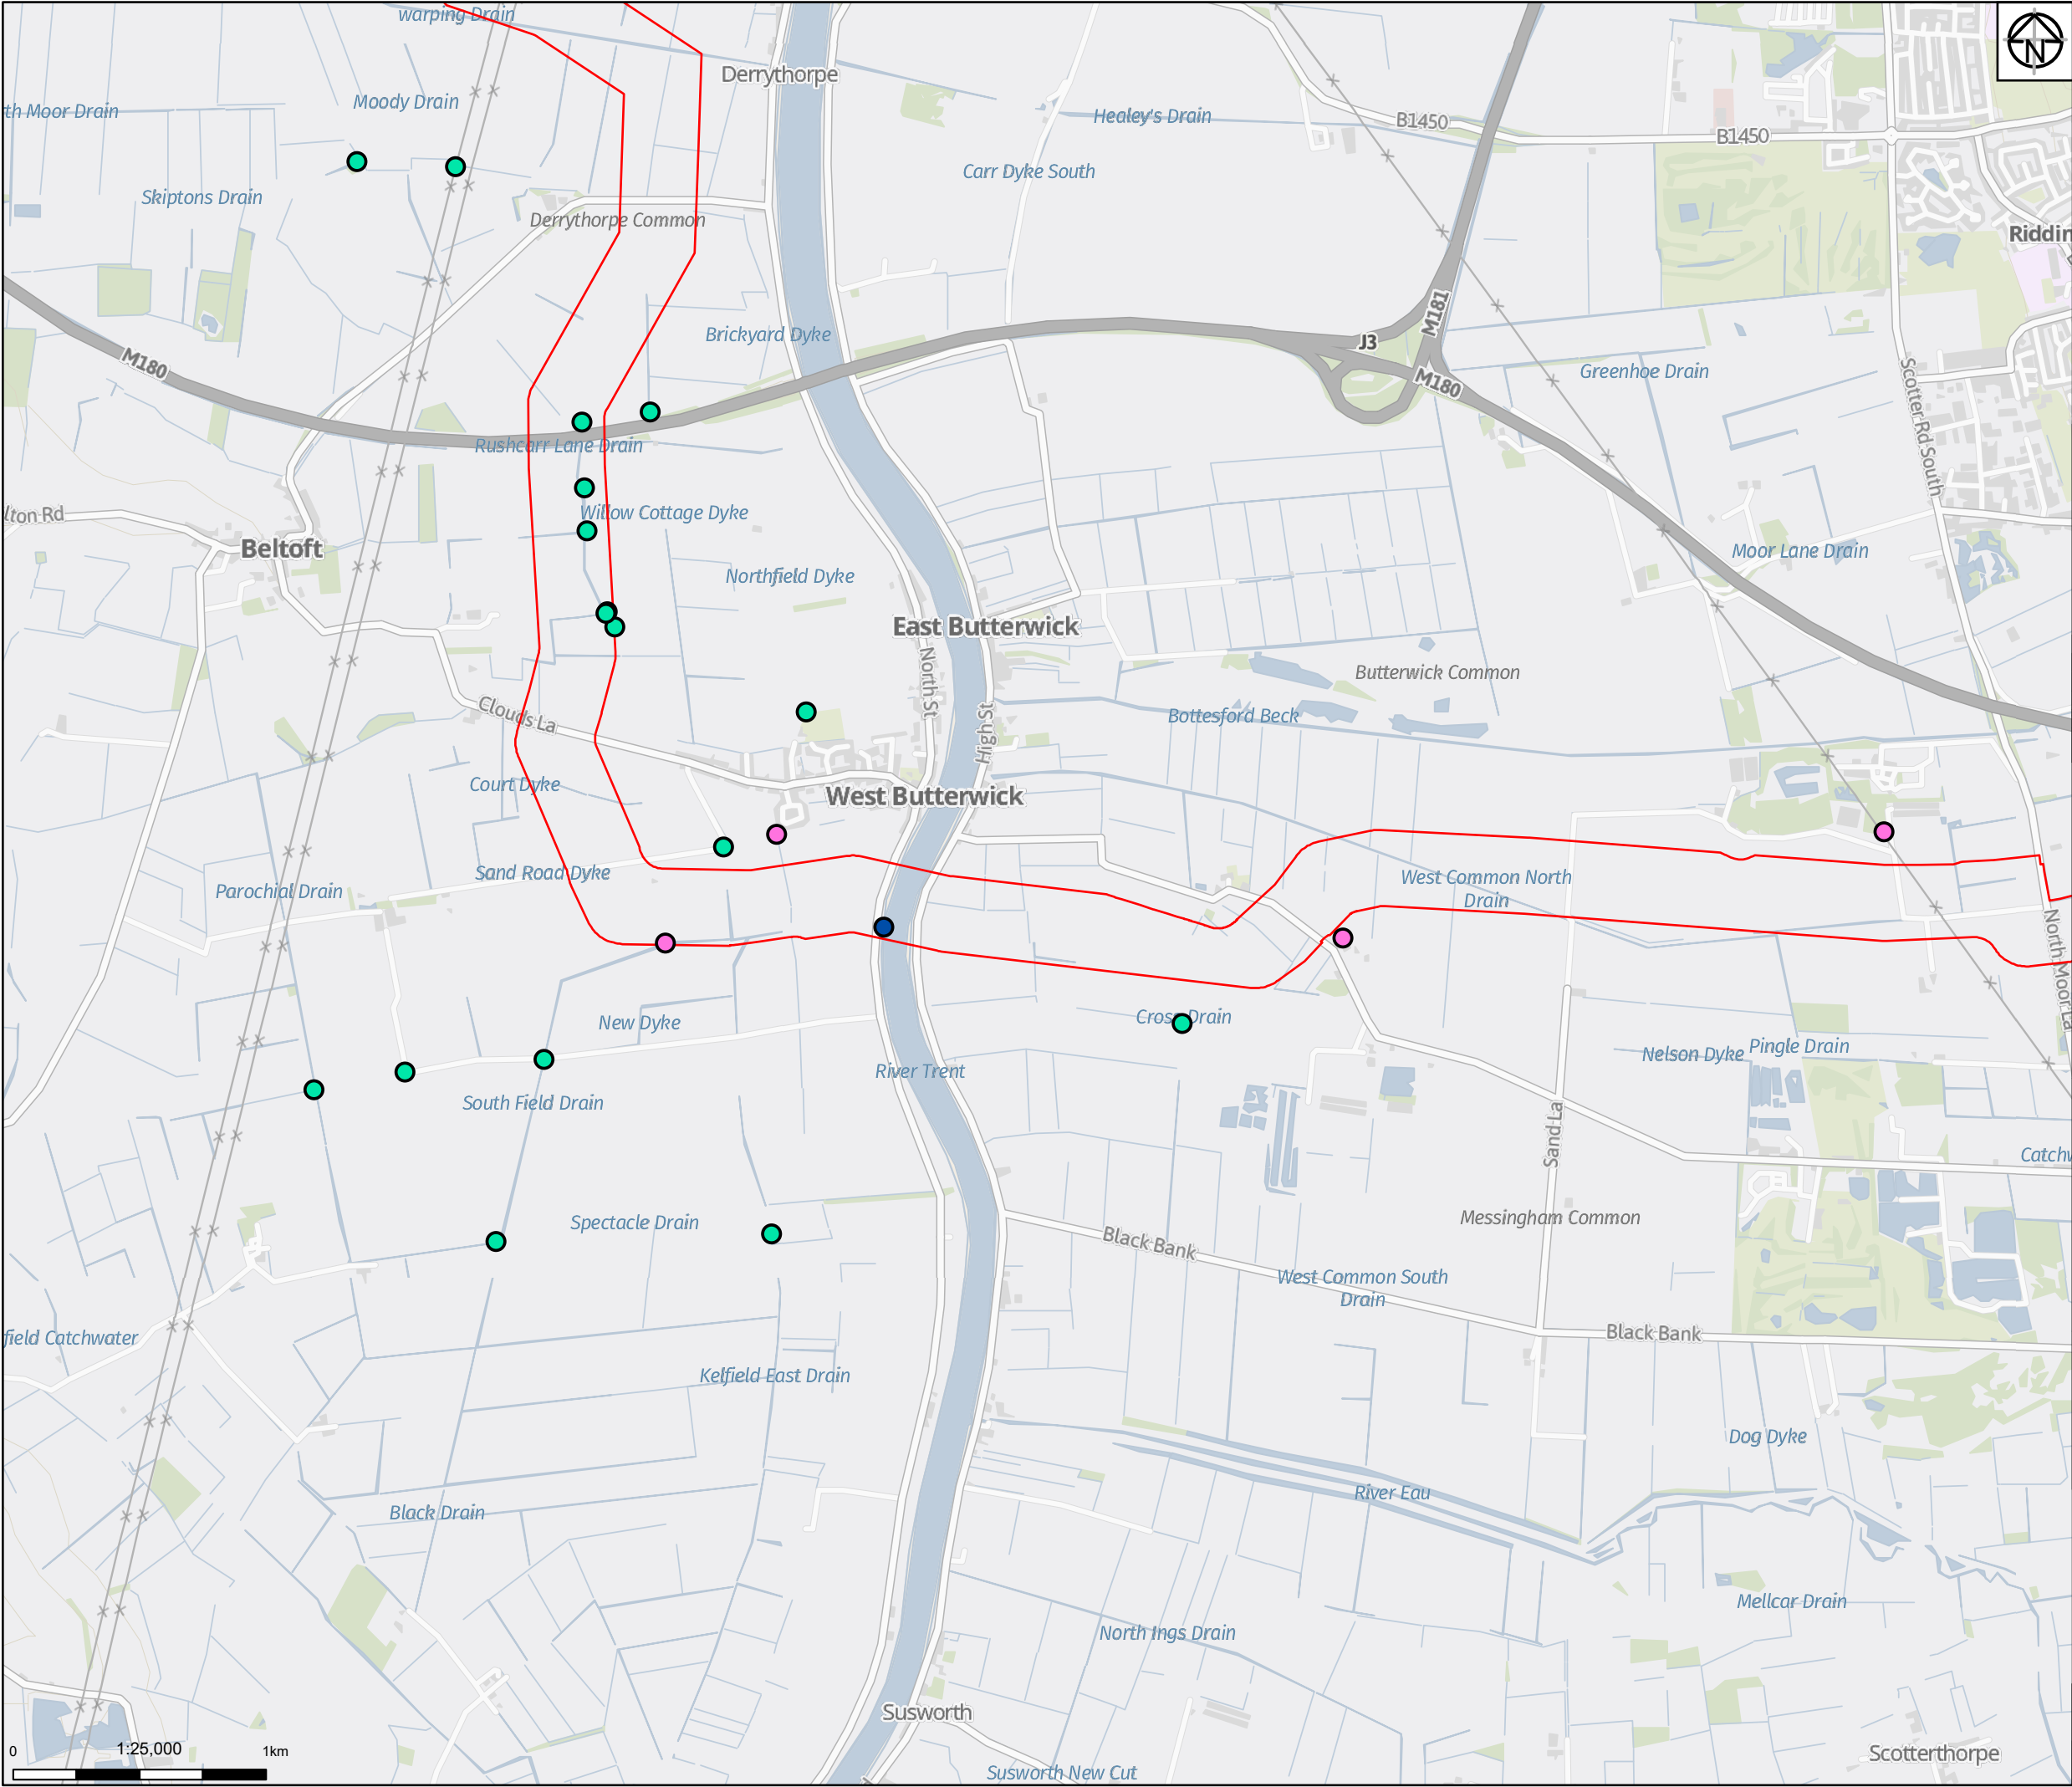 warping Drain
N
Derrythorpe
Moody Drain
th Moor Drain
Healey's Drain
B1450
B1450
Carr Dyke South
Skiptons Drain
Derrythorpe Common
Riddin
M181
Brickyard Dyke
J3
M180
M180
Greenhoe Drain
Scotter Rd South
Rushcarr Lane Drain
Willow Cottage Dyke
lton Rd
Beltoft
Moor Lane Drain
Northfield Dyke
East Butterwick
North St
Butterwick Common
Clouds La
Bottesford Beck
High St
Court Dyke
West Butterwick
Sand Road Dyke
West Common North
Drain
Parochial Drain
North Moor La
New Dyke
Cross Drain
Nelson Dyke
Pingle Drain
River Trent
South Field Drain
Sand La
Catchw
Spectacle Drain
Messingham Common
Black Bank
West Common South
Drain
field Catchwater
Black Bank
Kelfield East Drain
Dog Dyke
River Eau
Black Drain
Mellcar Drain
North Ings Drain
Susworth
Scotterthorpe
0
1:25,000
1km
Susworth New Cut